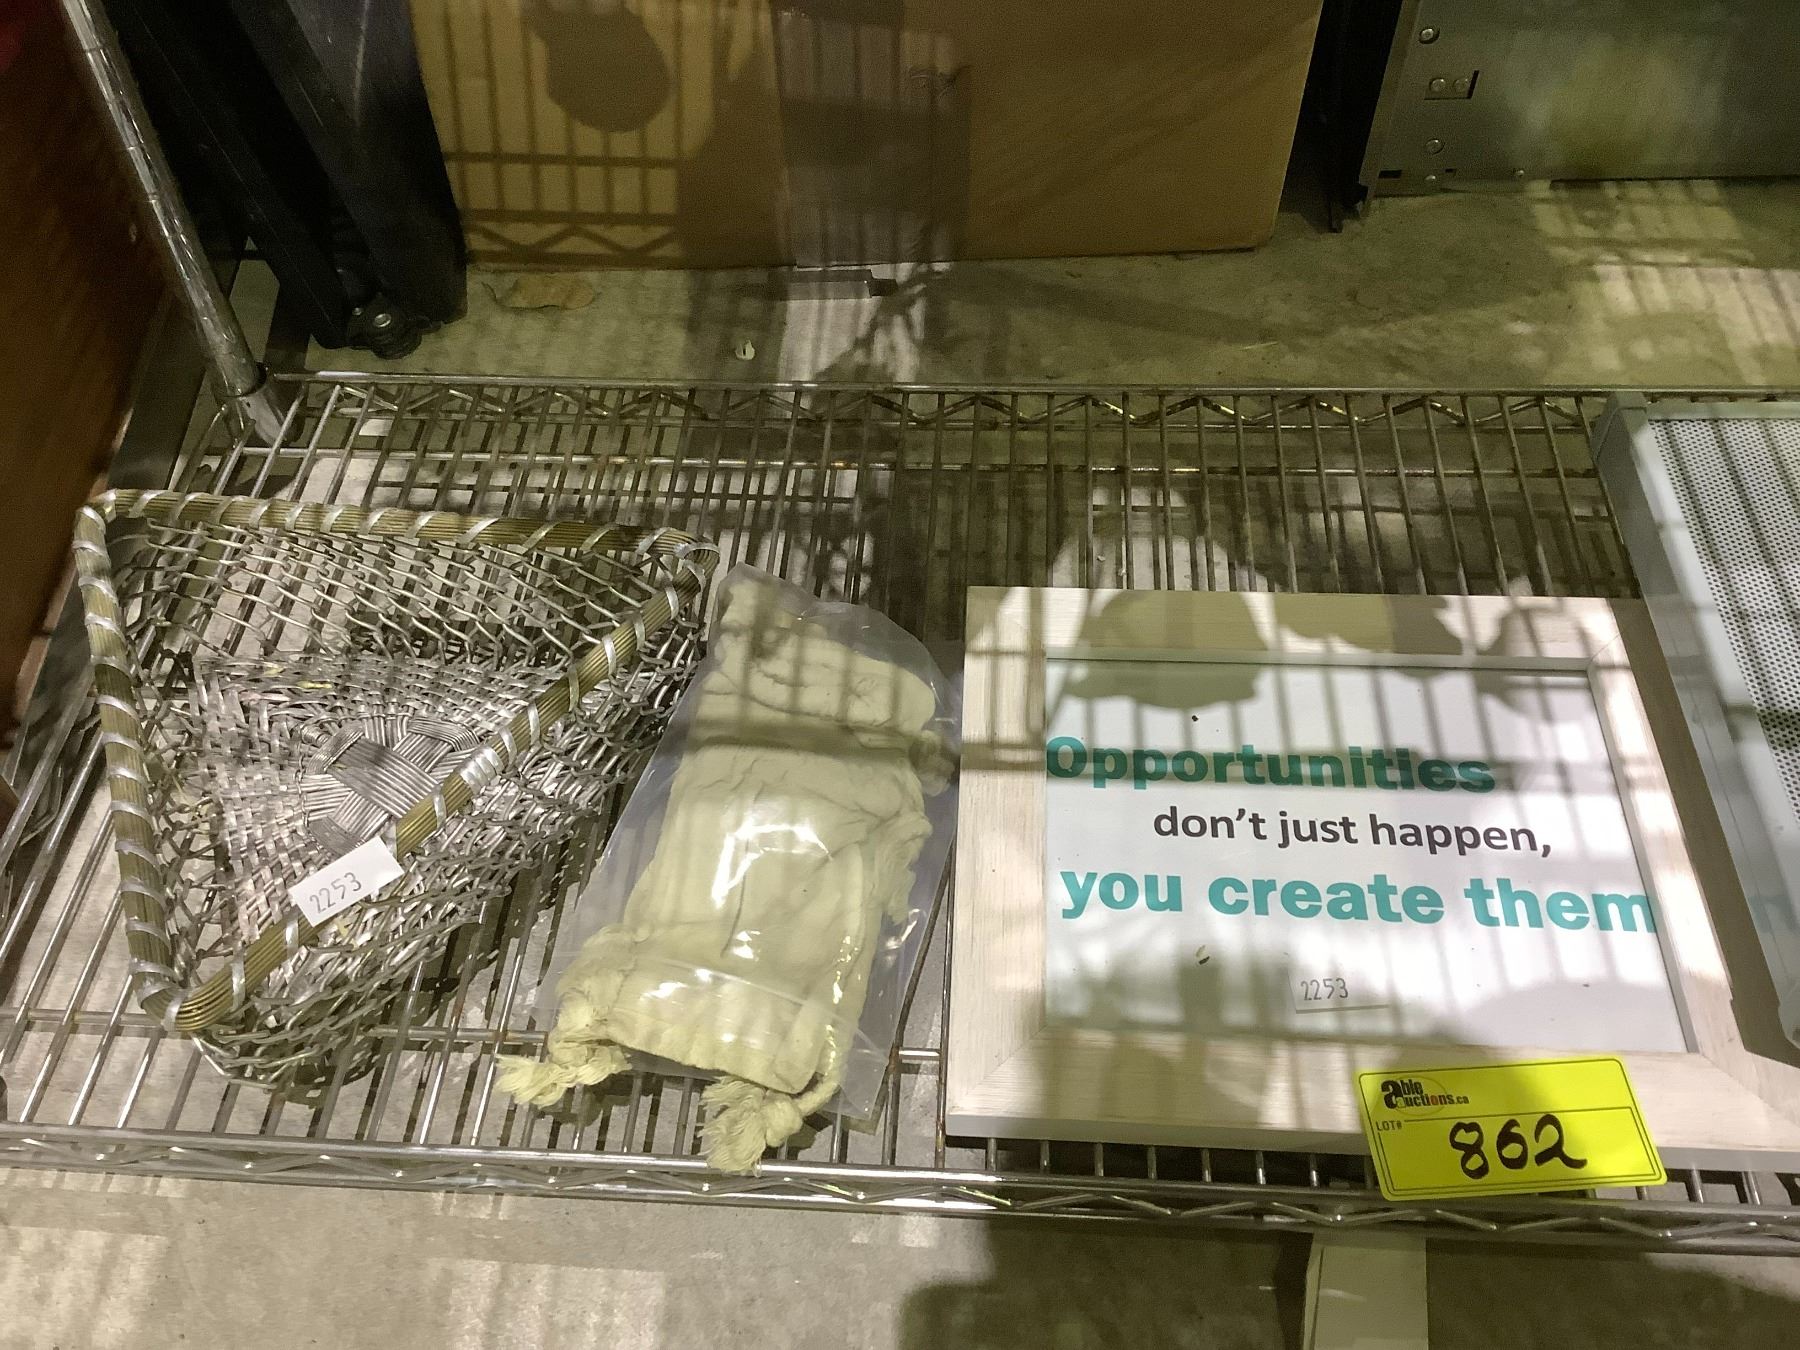 2253
Opportunities
don't just happen,
you create them
2253
able
auctions.ca
LOT#
862